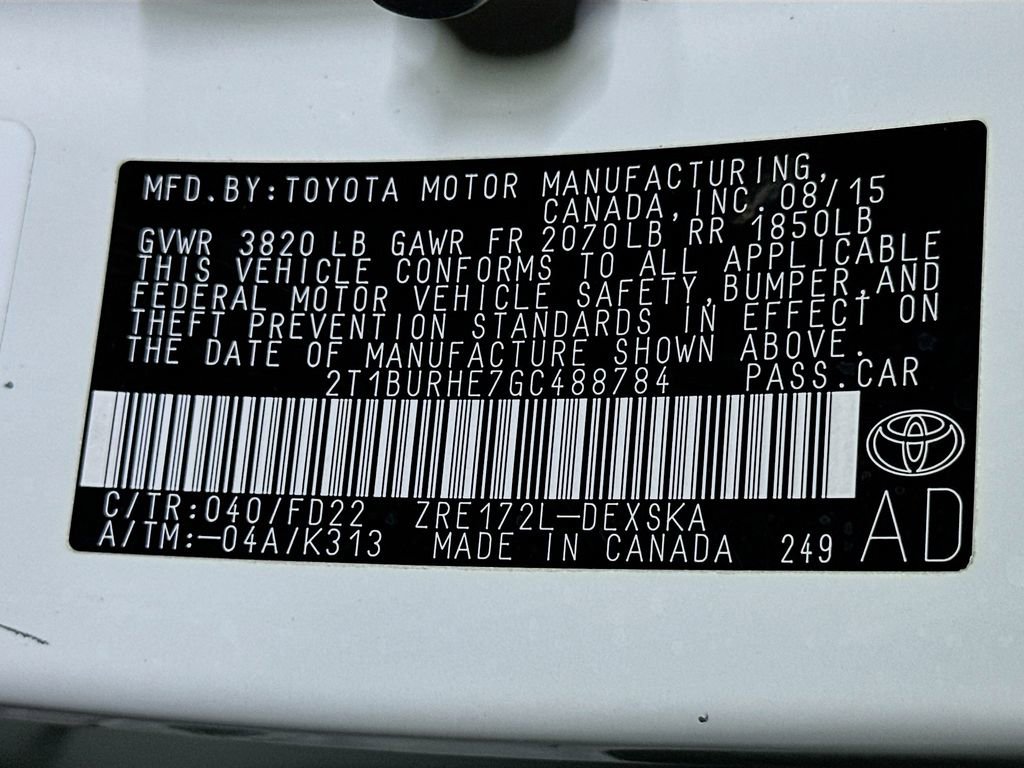 MFD.BY:TOYOTA MOTOR MANUFACTURING,
CANADA,INC.08/15
GVWR 3820LB GAWR FR 2070LB RR 1850LB
THIS VEHICLE CONFORMS TO ALL APPLICABLE
FEDERAL MOTOR VEHICLE SAFETY,BUMPER,AND
THEFT PREVENTION STANDARDS IN EFFECT ON
THE DATE OF MANUFACTURE SHOWN ABOVE.
2T1BURHE7GC488784 PASS.CAR
C/TR:040/FD22 ZRE172L-DEXSKA
A/TM:-04A/K313 MADE IN CANADA 249 AD